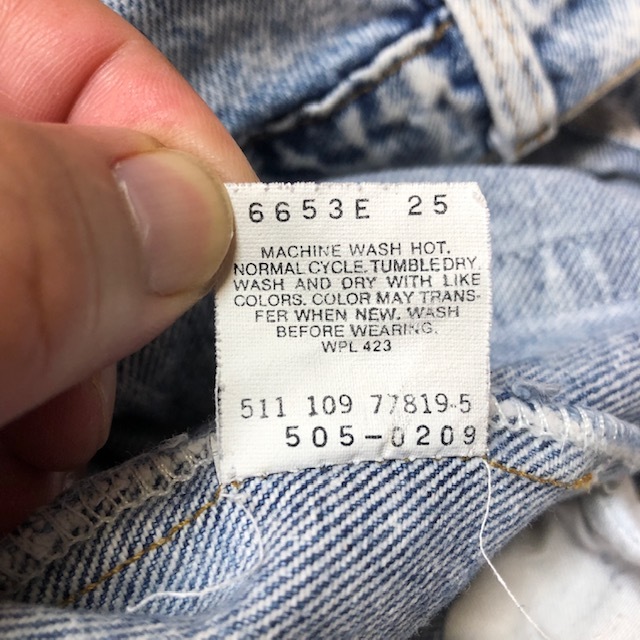 6653E 25
MACHINE WASH HOT.
NORMAL CYCLE. TUMBLE DRY
WASH AND DRY WITH LIKE
COLORS. COLOR MAY TRANS-
FER WHEN NEW. WASH
BEFORE WEARING.
WPL 423
511 109 77819-5
505-0209